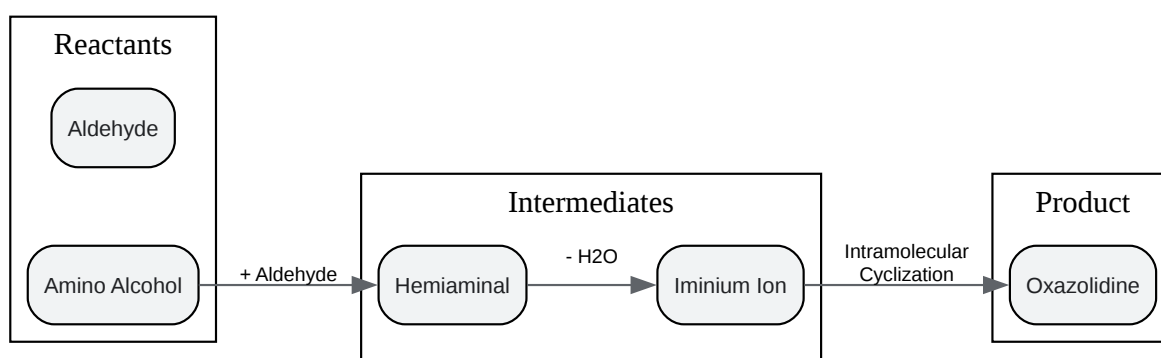 Reactants
Aldehyde
Amino Alcohol
+ Aldehyde
Intermediates
Hemiaminal
- H2O
Iminium Ion
Intramolecular
Cyclization
Product
Oxazolidine